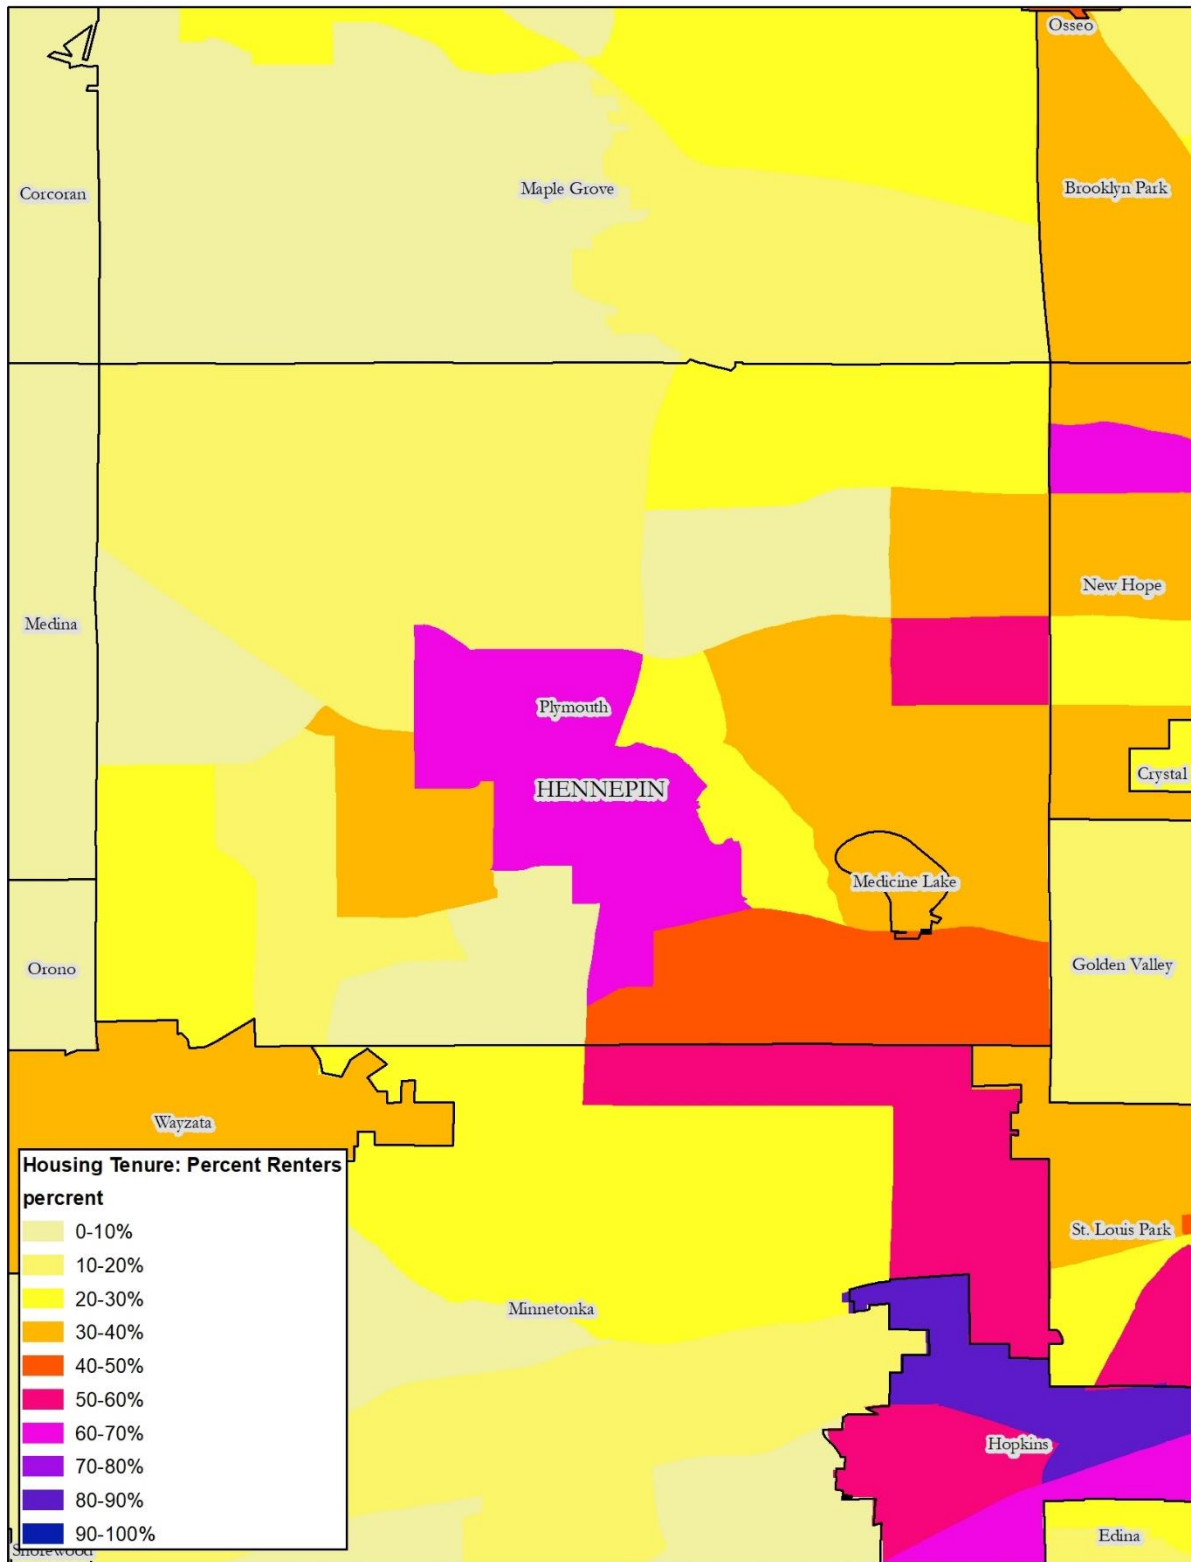 Osseo
Corcoran
Maple Grove
Brooklyn Park
New Hope
Medina
Plymouth
HENNEPIN
Crystal
Medicine Lake
Orono
Golden Valley
Wayzata
Housing Tenure: Percent Renters
percrent
0-10%
10-20%
20-30%
30-40%
40-50%
50-60%
60-70%
70-80%
80-90%
90-100%
St. Louis Park
Minnetonka
Hopkins
Edina
Shorewood